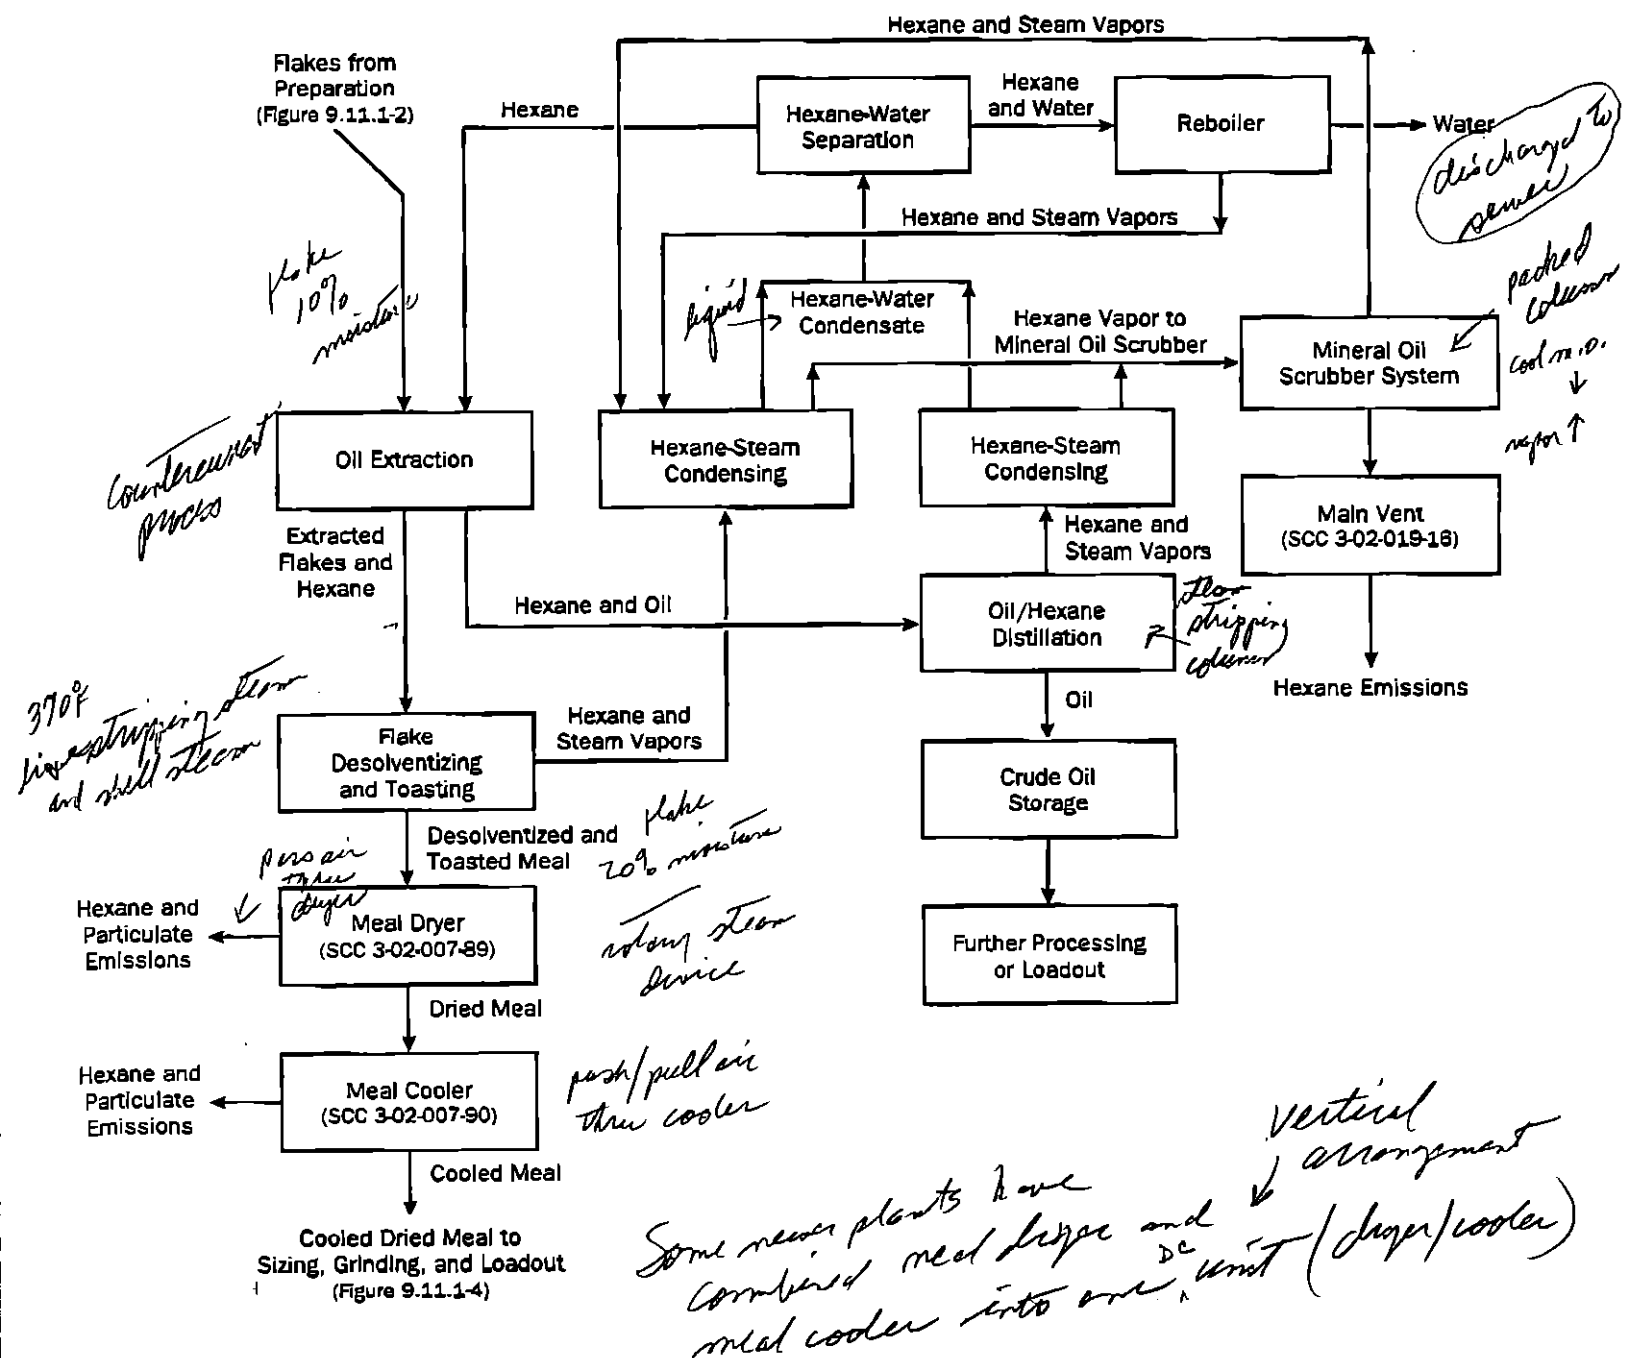 Hexane and Steam Vapors
Flakes from
Preparation
(Figure 9.11.1-2)
Hexane
Hexane-Water
Separation
Hexane
and Water
Reboiler
Water
discharged to
sewer
Hexane and Steam Vapors
flake
10%
moisture
liquid
Hexane-Water
Condensate
Hexane Vapor to
Mineral Oil Scrubber
packed
column
Mineral Oil
Scrubber System
cool m.o.
vapor
Countercurrent
process
Oil Extraction
Hexane-Steam
Condensing
Hexane-Steam
Condensing
Main Vent
(SCC 3-02-019-18)
Extracted
Flakes and
Hexane
Hexane and
Steam Vapors
Hexane and Oil
Oil/Hexane
Distillation
stripping
column
Hexane Emissions
Oil
370°F
stripping steam
and shell steam
Flake
Desolventizing
and Toasting
Hexane and
Steam Vapors
Crude Oil
Storage
Desolventized and
Toasted Meal
flake
20% moisture
pass air
thru
dryer
Hexane and
Particulate
Emissions
Meal Dryer
(SCC 3-02-007-89)
rotary steam
device
Further Processing
or Loadout
Dried Meal
Hexane and
Particulate
Emissions
Meal Cooler
(SCC 3-02-007-90)
push/pull air
thru cooler
Cooled Meal
Cooled Dried Meal to
Sizing, Grinding, and Loadout
(Figure 9.11.1-4)
vertical
arrangement
Some newer plants have
combined meal dryer and
meal cooler into one DC unit (dryer/cooler)